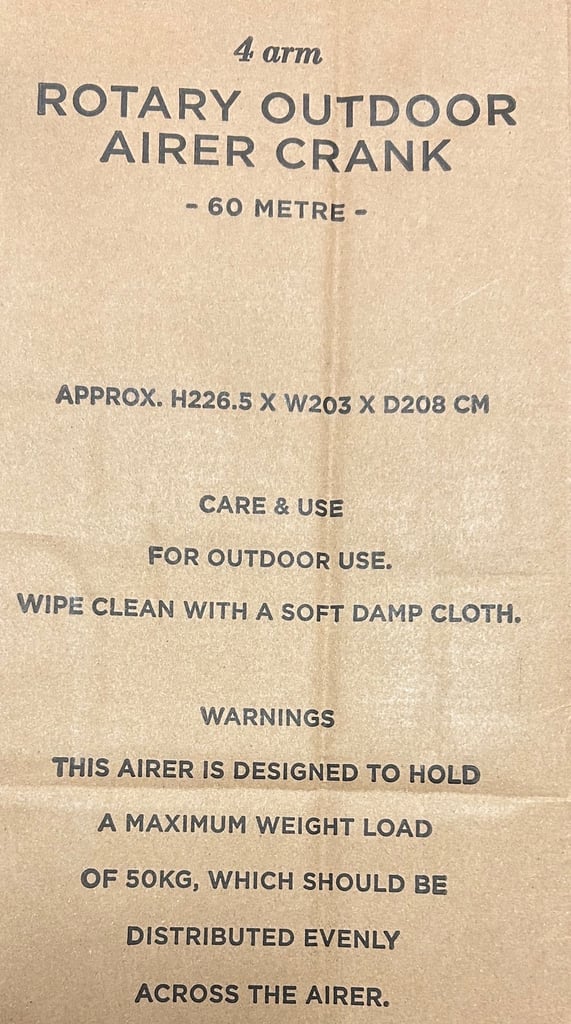 4 arm
ROTARY OUTDOOR
AIRER CRANK
- 60 METRE -
APPROX. H226.5 X W203 X D208 CM
CARE & USE
FOR OUTDOOR USE.
WIPE CLEAN WITH A SOFT DAMP CLOTH.
WARNINGS
THIS AIRER IS DESIGNED TO HOLD
A MAXIMUM WEIGHT LOAD
OF 50KG, WHICH SHOULD BE
DISTRIBUTED EVENLY
ACROSS THE AIRER.